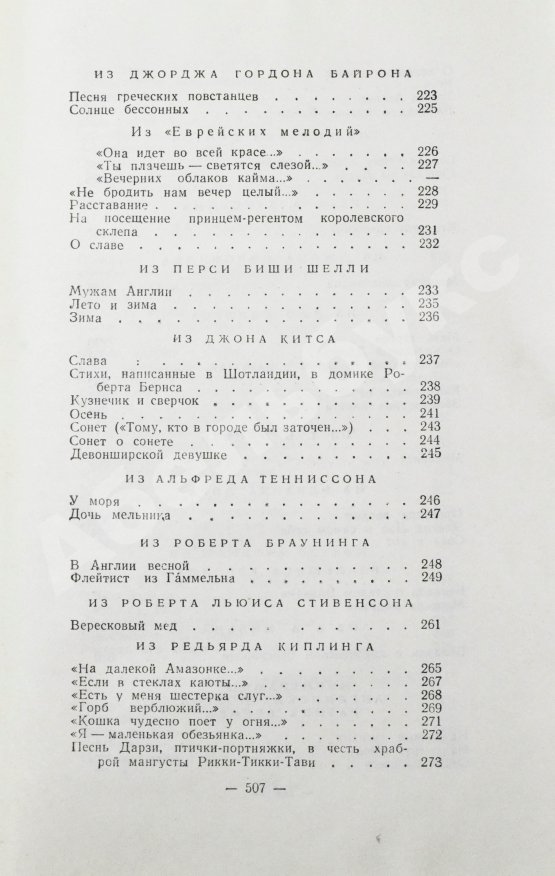 ИЗ ДЖОРДЖА ГОРДОНА БАЙРОНА
Песня греческих повстанцев . . . . . . . . 223
Солнце бессонных . . . . . . . . . . . . 225
Из «Еврейских мелодий»
«Она идет во всей красе...» . . . . . . . 226
«Ты плачешь — светятся слезой...» . . . . 227
«Вечерних облаков кайма...» . . . . . . —
«Не бродить нам вечер целый...» . . . . . . 228
Расставание . . . . . . . . . . . . . . 229
На посещение принцем-регентом королевского
склепа . . . . . . . . . . . . . 231
О славе . . . . . . . . . . . . . . . 232
ИЗ ПЕРСИ БИШИ ШЕЛЛИ
Мужам Англии . . . . . . . . . . . . 233
Лето и зима . . . . . . . . . . . . . 235
Зима . . . . . . . . . . . . . . . . 236
ИЗ ДЖОНА КИТСА
Слава . . . . . . . . . . . . . . . 237
Стихи, написанные в Шотландии, в домике Ро-
берта Бернса . . . . . . . . . . . 238
Кузнечик и сверчок . . . . . . . . . . . 239
Осень . . . . . . . . . . . . . . . 241
Сонет («Тому, кто в городе был заточен...») . . . 243
Сонет о сонете . . . . . . . . . . . . 244
Девонширской девушке . . . . . . . . . 245
ИЗ АЛЬФРЕДА ТЕННИССОНА
У моря . . . . . . . . . . . . . . . 246
Дочь мельника . . . . . . . . . . . . 247
ИЗ РОБЕРТА БРАУНИНГА
В Англии весной . . . . . . . . . . . 248
Флейтист из Га́ммельна . . . . . . . . . . 249
ИЗ РОБЕРТА ЛЬЮИСА СТИВЕНСОНА
Вересковый мед . . . . . . . . . . . . 261
ИЗ РЕДЬЯРДА КИПЛИНГА
«На далекой Амазонке...» . . . . . . . . . 265
«Если в стеклах каюты...» . . . . . . . . . 267
«Есть у меня шестерка слуг...» . . . . . . . 268
«Горб верблюжий...» . . . . . . . . . . 269
«Кошка чудесно поет у огня...» . . . . . . . 271
«Я — маленькая обезьянка...» . . . . . . . . 272
Песнь Дарзи, птички-портняжки, в честь храб-
рой мангусты Рикки-Тикки-Тави . . . . . 273
— 507 —